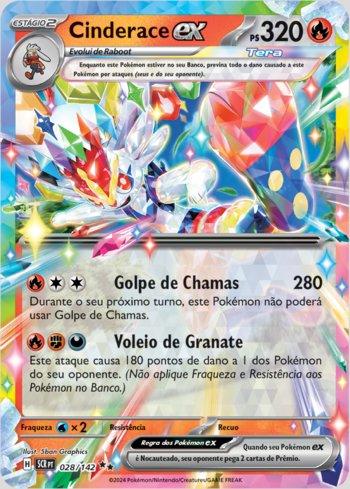 ESTÁGIO 2
Cinderace ex
PS 320
Evolui de Raboot
Tera
Enquanto este Pokémon estiver no seu Banco, previna todo o dano causado a este
Pokémon por ataques (seus e do seu oponente).
Golpe de Chamas 280
Durante o seu próximo turno, este Pokémon não poderá
usar Golpe de Chamas.
Voleio de Granate
Este ataque causa 180 pontos de dano a 1 dos Pokémon
do seu oponente. (Não aplique Fraqueza e Resistência aos
Pokémon no Banco.)
Fraqueza × 2 Resistência Recuo
Illust. 5ban Graphics
H SCR PT 028/142
Regra dos Pokémon ex
Quando seu Pokémon ex
é Nocauteado, seu oponente pega 2 cartas de Prêmio.
©2024 Pokémon/Nintendo/Creatures/GAME FREAK